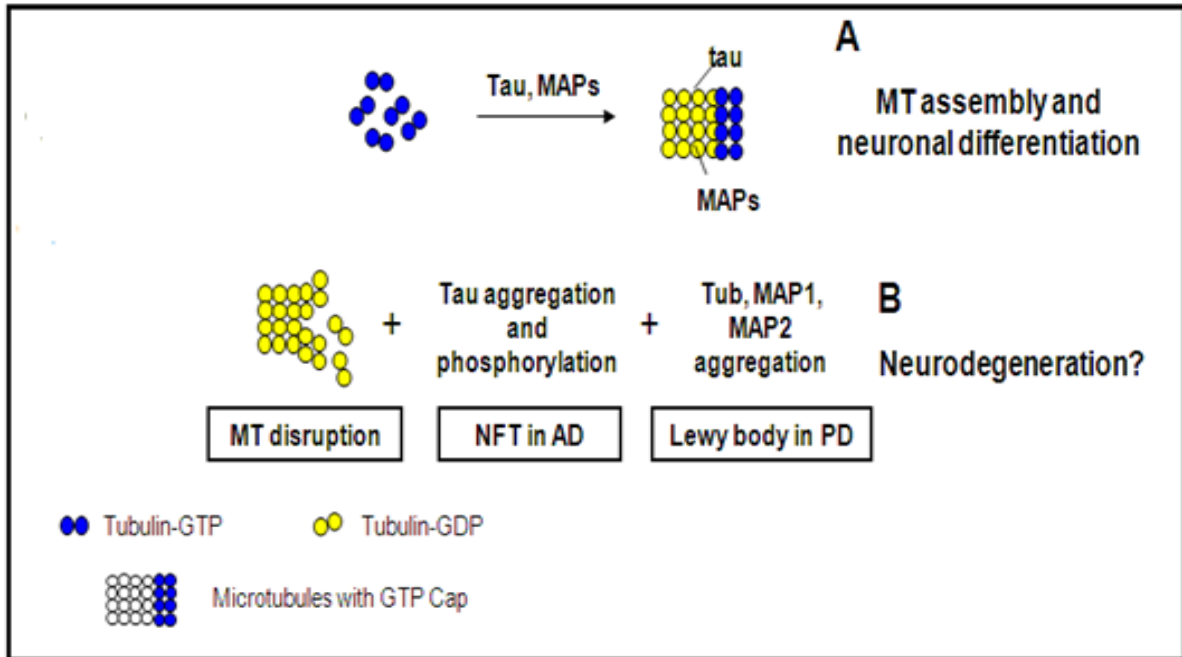 A
tau
Tau, MAPs
MT assembly and
neuronal differentiation
MAPs
Tau aggregation
and
phosphorylation
Tub, MAP1,
MAP2
aggregation
+
+
B
Neurodegeneration?
MT disruption
NFT in AD
Lewy body in PD
Tubulin-GTP
Tubulin-GDP
Microtubules with GTP Cap